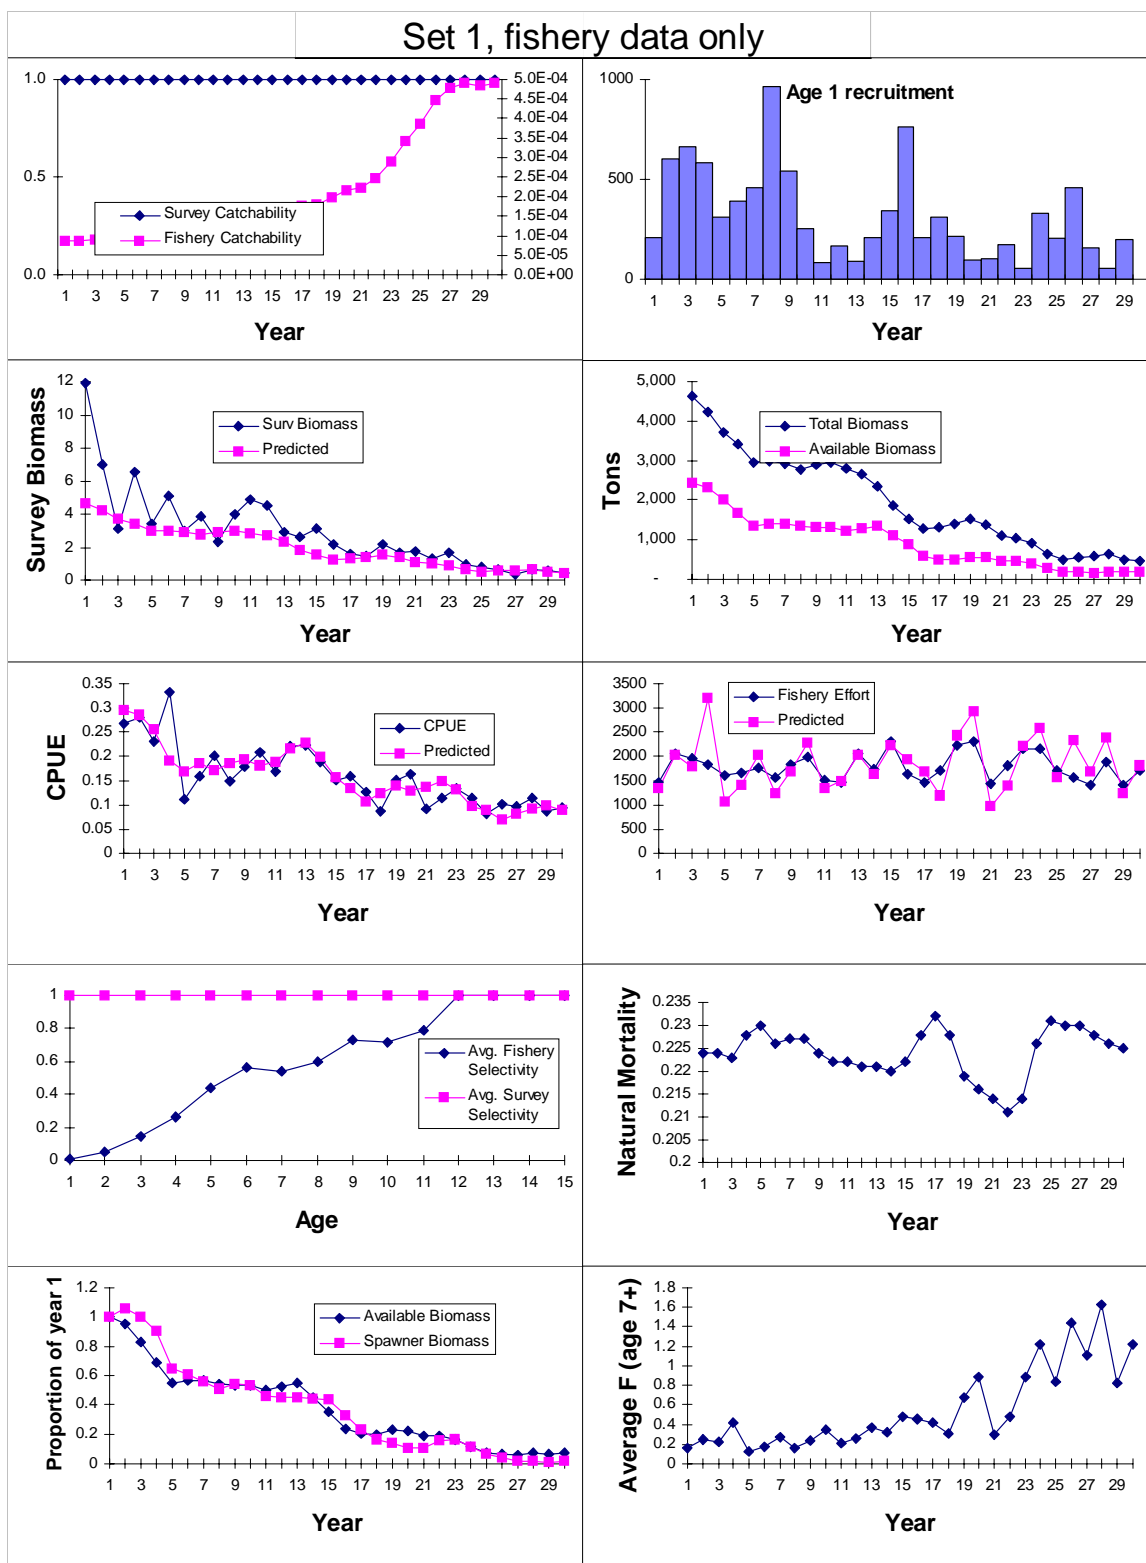 Set 1, fishery data only
1.0
0.5
0.0
5.0E-04
4.5E-04
4.0E-04
3.5E-04
3.0E-04
2.5E-04
2.0E-04
1.5E-04
1.0E-04
5.0E-05
0.0E+00
Survey Catchability
Fishery Catchability
1 3 5 7 9 11 13 15 17 19 21 23 25 27 29
Year
1000
500
0
Age 1 recruitment
1 3 5 7 9 11 13 15 17 19 21 23 25 27 29
Year
Survey Biomass
12
10
8
6
4
2
0
Surv Biomass
Predicted
1 3 5 7 9 11 13 15 17 19 21 23 25 27 29
Year
Tons
5,000
4,000
3,000
2,000
1,000
-
Total Biomass
Available Biomass
1 3 5 7 9 11 13 15 17 19 21 23 25 27 29
Year
CPUE
0.35
0.3
0.25
0.2
0.15
0.1
0.05
0
CPUE
Predicted
1 3 5 7 9 11 13 15 17 19 21 23 25 27 29
Year
3500
3000
2500
2000
1500
1000
500
0
Fishery Effort
Predicted
1 3 5 7 9 11 13 15 17 19 21 23 25 27 29
Year
1
0.8
0.6
0.4
0.2
0
Avg. Fishery
Selectivity
Avg. Survey
Selectivity
1 2 3 4 5 6 7 8 9 10 11 12 13 14 15
Age
Natural Mortality
0.235
0.23
0.225
0.22
0.215
0.21
0.205
0.2
1 3 5 7 9 11 13 15 17 19 21 23 25 27 29
Year
Proportion of year 1
1.2
1
0.8
0.6
0.4
0.2
0
Available Biomass
Spawner Biomass
1 3 5 7 9 11 13 15 17 19 21 23 25 27 29
Year
Average F (age 7+)
1.8
1.6
1.4
1.2
1
0.8
0.6
0.4
0.2
0
1 3 5 7 9 11 13 15 17 19 21 23 25 27 29
Year